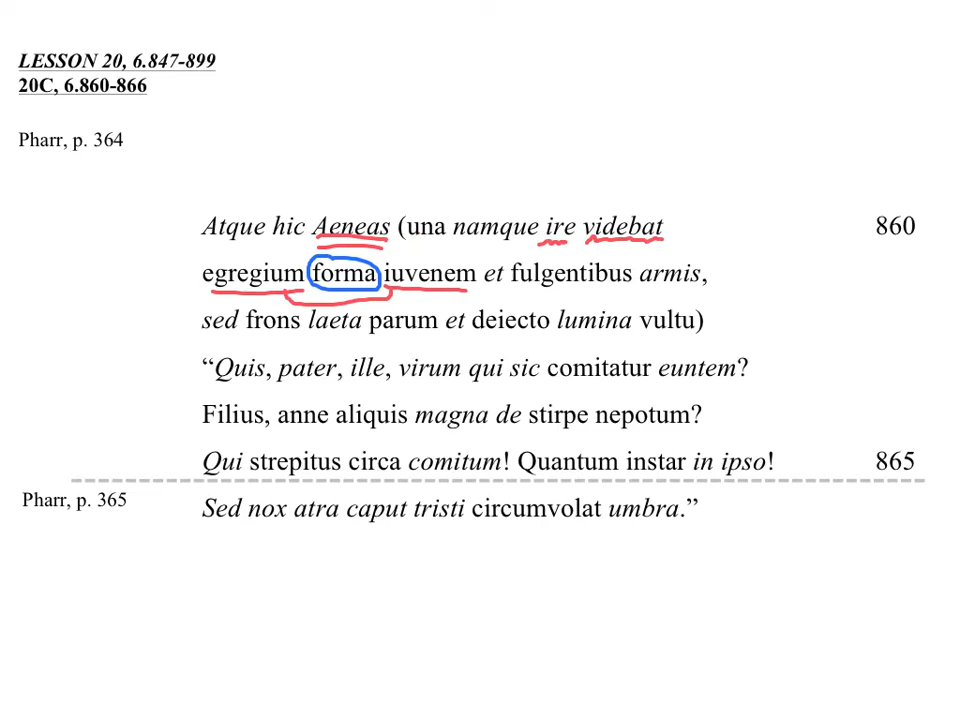 LESSON 20, 6.847-899
20C, 6.860-866
Pharr, p. 364
Atque hic Aeneas (una namque ire videbat 860
egregium forma iuvenem et fulgentibus armis,
sed frons laeta parum et deiecto lumina vultu)
“Quis, pater, ille, virum qui sic comitatur euntem?
Filius, anne aliquis magna de stirpe nepotum?
Qui strepitus circa comitum! Quantum instar in ipso! 865
Pharr, p. 365
Sed nox atra caput tristi circumvolat umbra.”